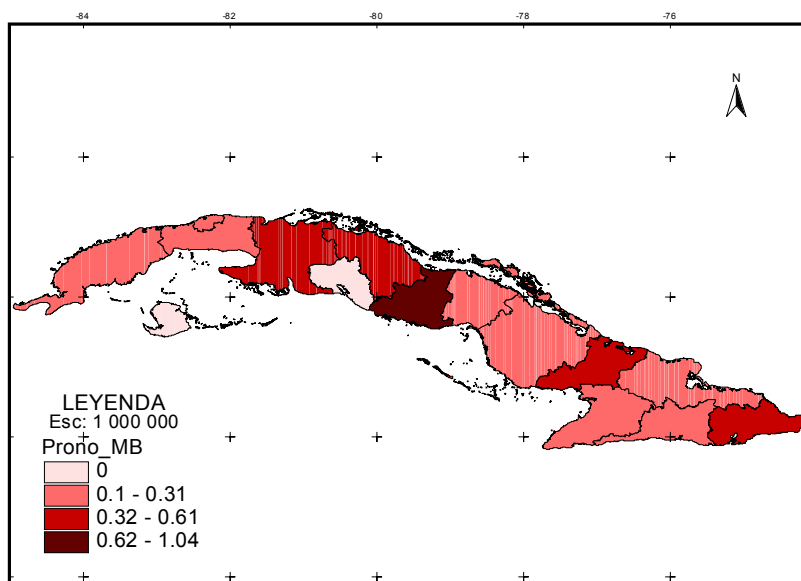 -84 -82 -80 -78 -76
N
LEYENDA
Esc: 1 000 000
Prono_MB
0
0.1 - 0.31
0.32 - 0.61
0.62 - 1.04